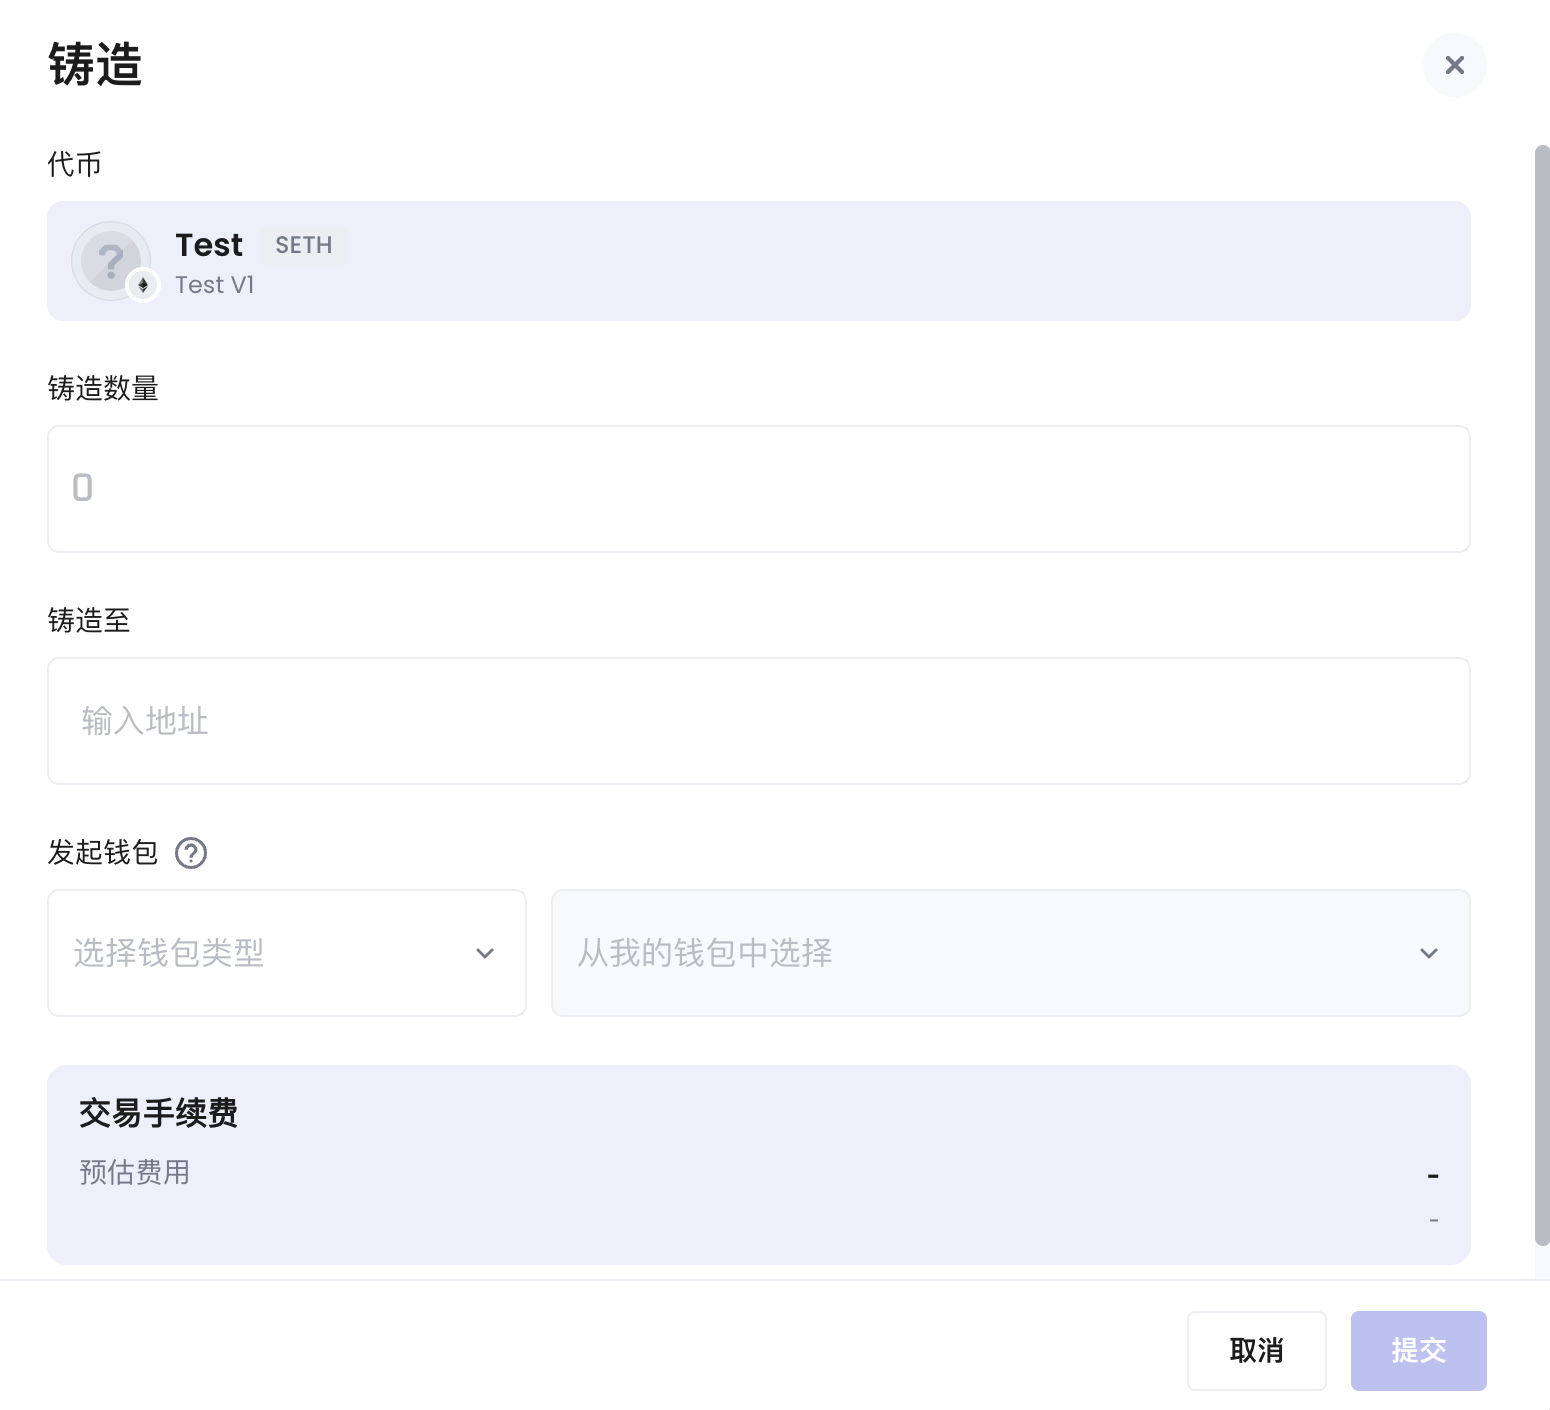 铸造
代币
Test SETH
Test V1
铸造数量
0
铸造至
输入地址
发起钱包
选择钱包类型 从我的钱包中选择
交易手续费
预估费用 -
-
取消 提交